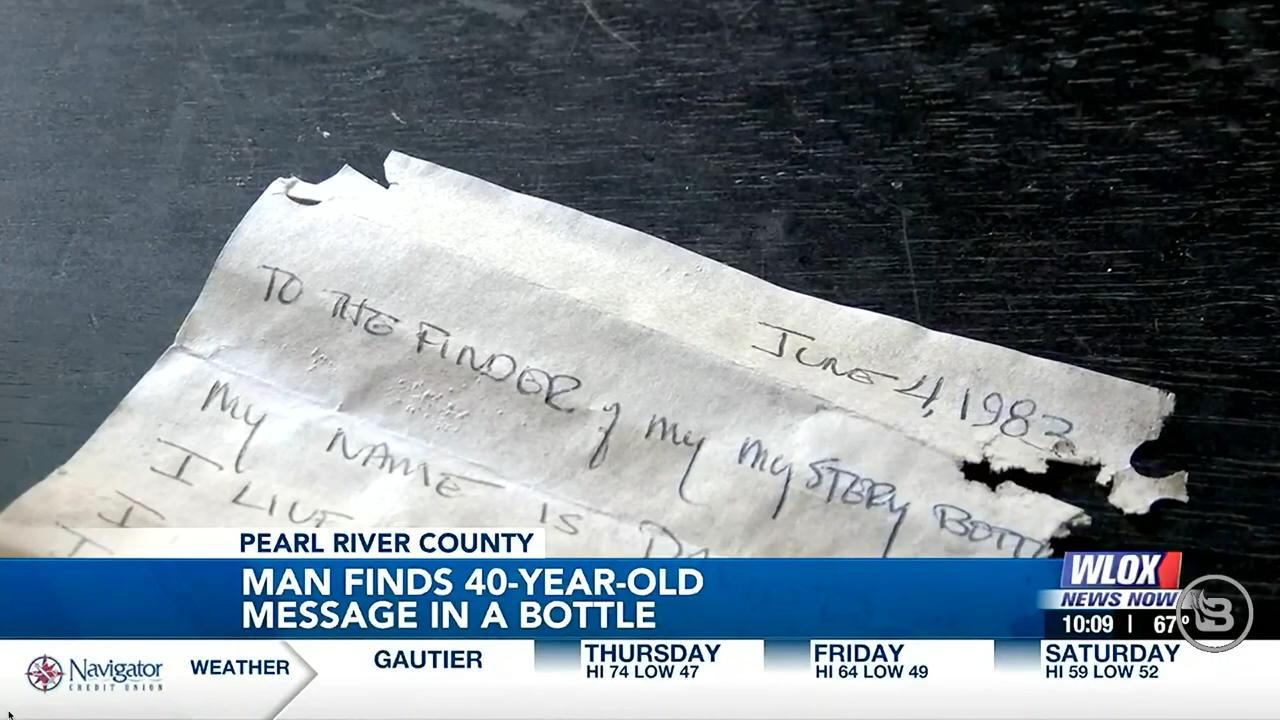 JUNE 4, 1983
TO THE FINDER of my MYSTERY BOTT
My NAME IS DA
I LIVE
I
I
PEARL RIVER COUNTY
MAN FINDS 40-YEAR-OLD
MESSAGE IN A BOTTLE
WLOX
NEWS NOW
10:09 | 67°
B
Navigator
CREDIT UNION
WEATHER
GAUTIER
THURSDAY
HI 74 LOW 47
FRIDAY
HI 64 LOW 49
SATURDAY
HI 59 LOW 52